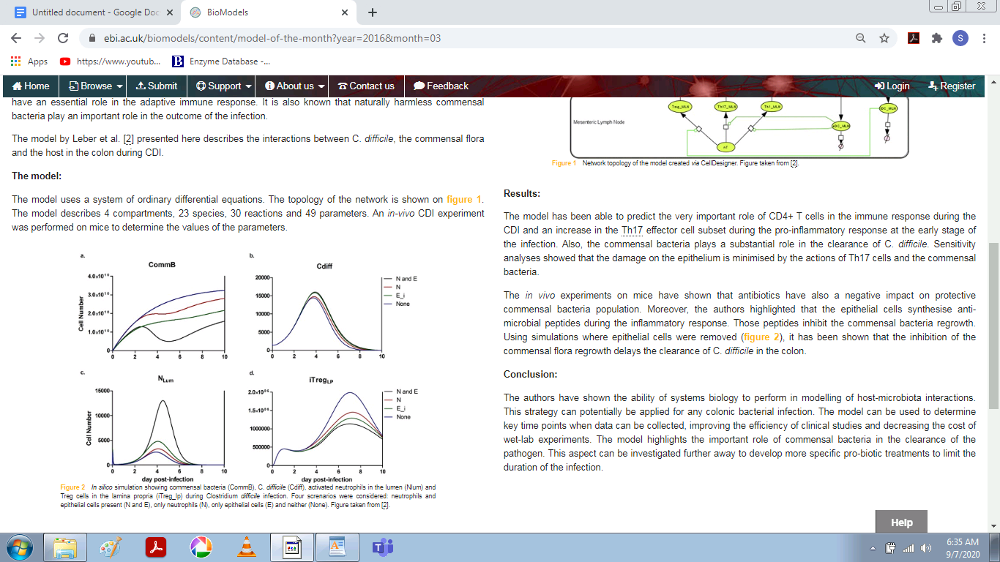 Untitled document - Google Doc
BioModels
ebi.ac.uk/biomodels/content/model-of-the-month?year=2016&month=03
S
Apps
https://www.youtub...
B Enzyme Database -...
Home
Browse
Submit
Support
About us
Contact us
Feedback
Login
Register
have an essential role in the adaptive immune response. It is also known that naturally harmless commensal
bacteria play an important role in the outcome of the infection.
The model by Leber et al. [2] presented here describes the interactions between C. difficile, the commensal flora
and the host in the colon during CDI.
The model:
The model uses a system of ordinary differential equations. The topology of the network is shown on figure 1.
The model describes 4 compartments, 23 species, 30 reactions and 49 parameters. An in-vivo CDI experiment
was performed on mice to determine the values of the parameters.
a.
CommB
4.0×10¹⁰
3.0×10¹⁰
2.0×10¹⁰
1.0×10¹⁰
0
Cell Number
0 2 4 6 8 10
b.
Cdiff
20000
15000
10000
5000
0
0 2 4 6 8 10
N and E
N
E_i
None
c.
NLum
15000
10000
5000
0
Cell Number
0 2 4 6 8 10
day post-infection
d.
iTregLP
2.0×10⁰⁶
1.5×10⁰⁶
1000000
500000
0
0 2 4 6 8 10
day post-infection
N and E
N
E_i
None
Figure 2 In silico simulation showing commensal bacteria (CommB), C. difficile (Cdiff), activated neutrophils in the lumen (Nlum) and
Treg cells in the lamina propria (iTreg_lp) during Clostridium difficile infection. Four screnarios were considered: neutrophils and
epithelial cells present (N and E), only neutrophils (N), only epithelial cells (E) and neither (None). Figure taken from [2].
Treg_MLN
Th17_MLN
Th1_MLN
Mesenteric Lymph Node
nT
Figure 1 Network topology of the model created via CellDesigner. Figure taken from [2].
Results:
The model has been able to predict the very important role of CD4+ T cells in the immune response during the
CDI and an increase in the Th17 effector cell subset during the pro-inflammatory response at the early stage of
the infection. Also, the commensal bacteria plays a substantial role in the clearance of C. difficile. Sensitivity
analyses showed that the damage on the epithelium is minimised by the actions of Th17 cells and the commensal
bacteria.
The in vivo experiments on mice have shown that antibiotics have also a negative impact on protective
commensal bacteria population. Moreover, the authors highlighted that the epithelial cells synthesise anti-
microbial peptides during the inflammatory response. Those peptides inhibit the commensal bacteria regrowth.
Using simulations where epithelial cells were removed (figure 2), it has been shown that the inhibition of the
commensal flora regrowth delays the clearance of C. difficile in the colon.
Conclusion:
The authors have shown the ability of systems biology to perform in modelling of host-microbiota interactions.
This strategy can potentially be applied for any colonic bacterial infection. The model can be used to determine
key time points when data can be collected, improving the efficiency of clinical studies and decreasing the cost of
wet-lab experiments. The model highlights the important role of commensal bacteria in the clearance of the
pathogen. This aspect can be investigated further away to develop more specific pro-biotic treatments to limit the
duration of the infection.
Help
6:35 AM
9/7/2020